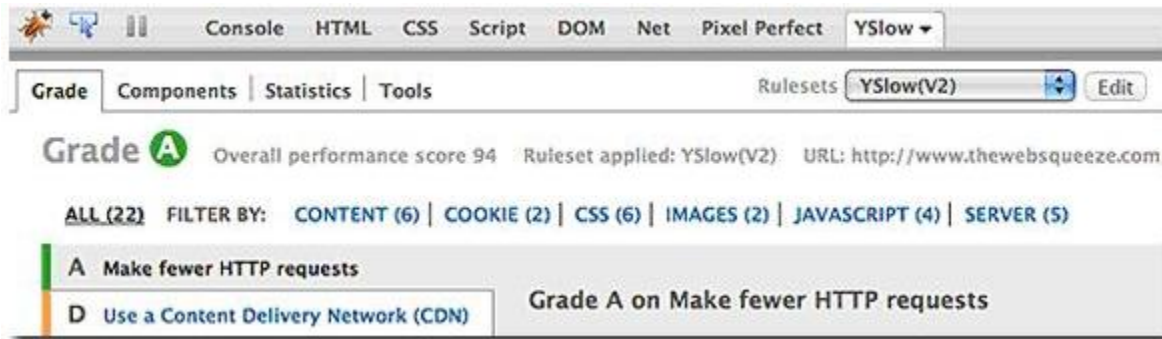 Console HTML CSS Script DOM Net Pixel Perfect YSlow
Grade Components Statistics Tools Rulesets YSlow(V2) Edit
Grade A Overall performance score 94 Ruleset applied: YSlow(V2) URL: http://www.thewebsqueeze.com
ALL (22) FILTER BY: CONTENT (6) | COOKIE (2) | CSS (6) | IMAGES (2) | JAVASCRIPT (4) | SERVER (5)
A Make fewer HTTP requests
Grade A on Make fewer HTTP requests
D Use a Content Delivery Network (CDN)